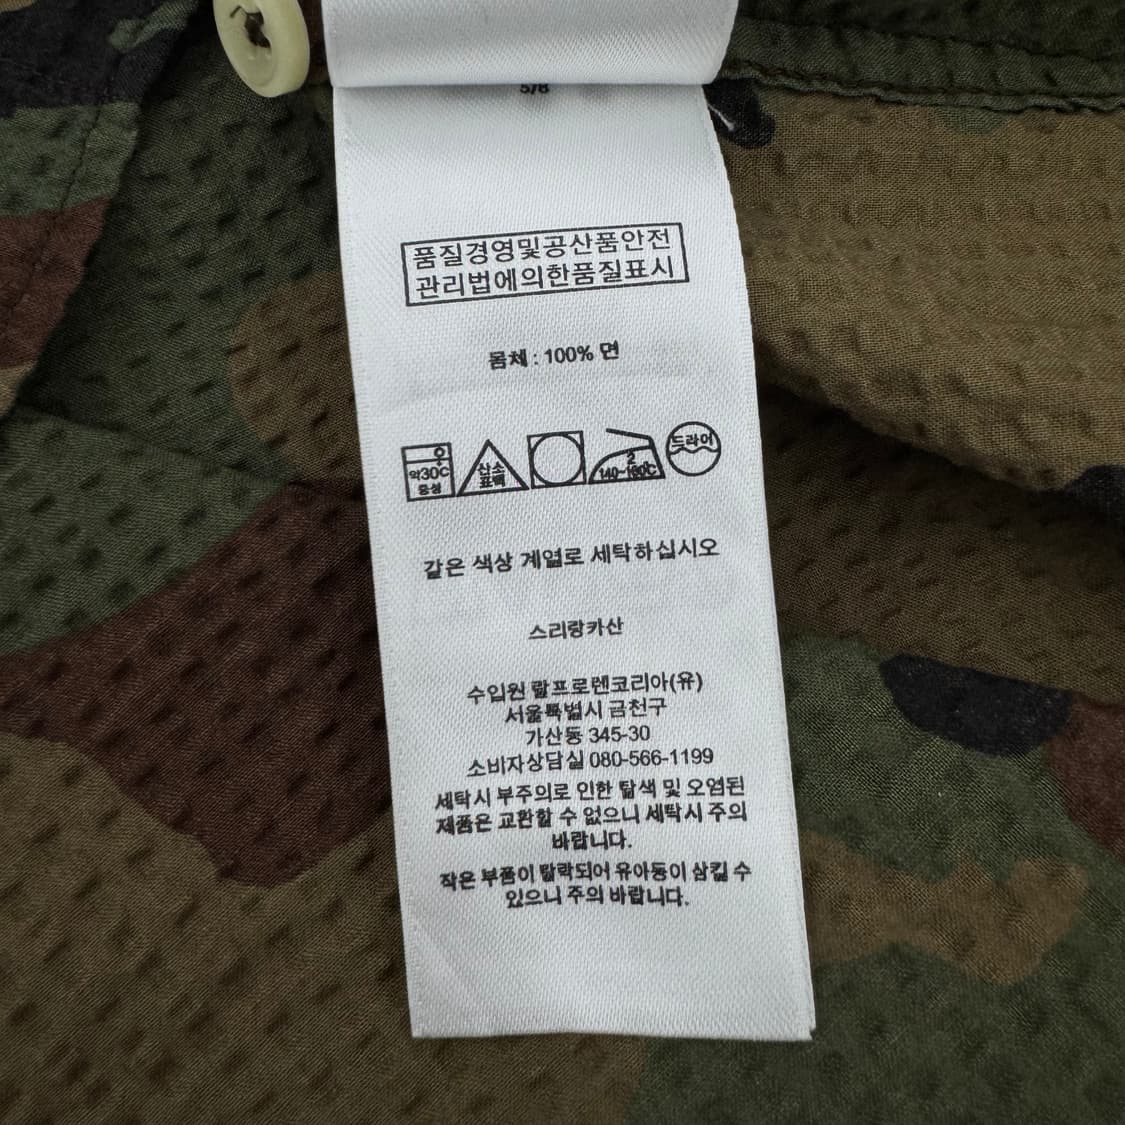 5/8
품질경영및공산품안전
관리법에의한품질표시
몸체 : 100% 면
약30℃
중성
산소
표백
2
140~160℃
드라이
같은 색상 계열로 세탁하십시오
스리랑카산
수입원 랄프로렌코리아(유)
서울특별시 금천구
가산동 345-30
소비자상담실 080-566-1199
세탁시 부주의로 인한 탈색 및 오염된
제품은 교환할 수 없으니 세탁시 주의
바랍니다.
작은 부품이 탈락되어 유아동이 삼킬 수
있으니 주의 바랍니다.